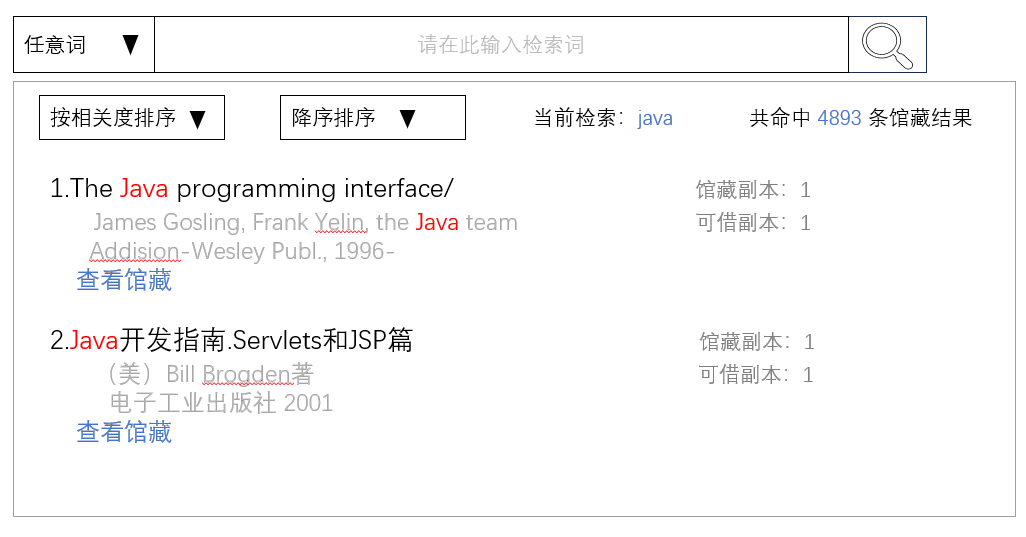 任意词 ▼ 请在此输入检索词
按相关度排序 ▼ 降序排序 ▼ 当前检索：java 共命中 4893 条馆藏结果
1.The Java programming interface/ 馆藏副本：1
James Gosling, Frank Yelin, the Java team 可借副本：1
Addision-Wesley Publ., 1996-
查看馆藏
2.Java开发指南.Servlets和JSP篇 馆藏副本：1
（美）Bill Brogden著 可借副本：1
电子工业出版社 2001
查看馆藏